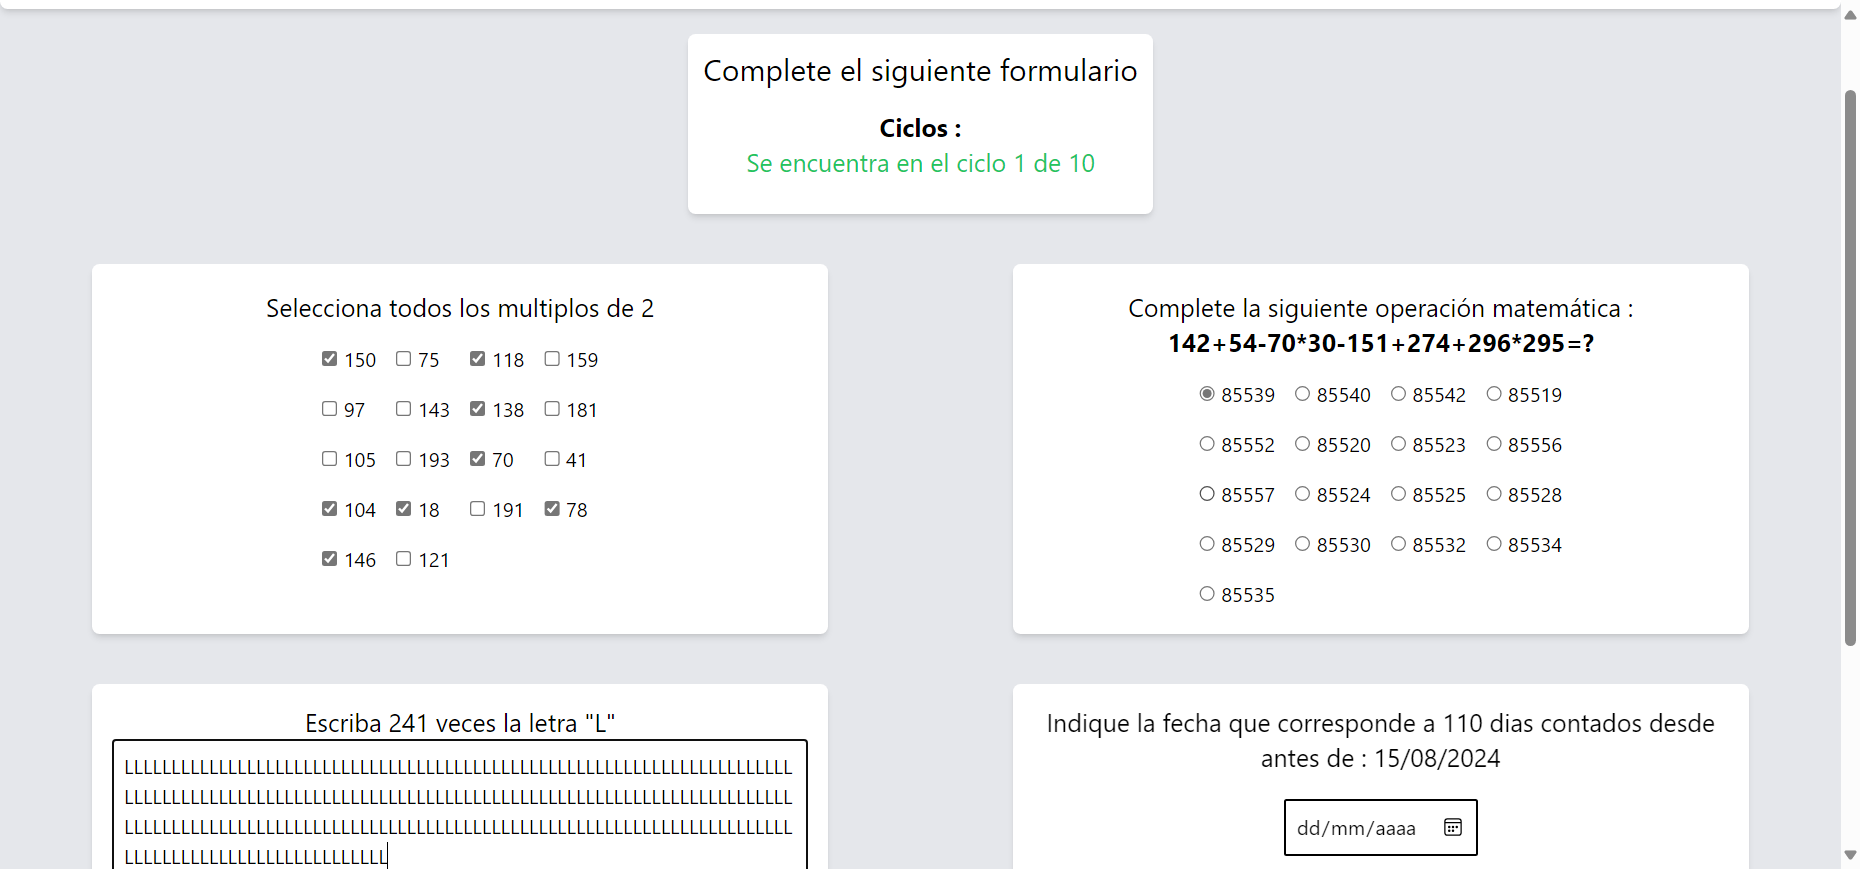 Complete el siguiente formulario
Ciclos :
Se encuentra en el ciclo 1 de 10
Selecciona todos los multiplos de 2
150 75 118 159
97 143 138 181
105 193 70 41
104 18 191 78
146 121
Complete la siguiente operación matemática :
142+54-70*30-151+274+296*295=?
85539 85540 85542 85519
85552 85520 85523 85556
85557 85524 85525 85528
85529 85530 85532 85534
85535
Escriba 241 veces la letra "L"
LLLLLLLLLLLLLLLLLLLLLLLLLLLLLLLLLLLLLLLLLLLLLLLLLLLLLLLLLLLLLLLLLLLLLLL
LLLLLLLLLLLLLLLLLLLLLLLLLLLLLLLLLLLLLLLLLLLLLLLLLLLLLLLLLLLLLLLLLLLLLLL
LLLLLLLLLLLLLLLLLLLLLLLLLLLLLLLLLLLLLLLLLLLLLLLLLLLLLLLLLLLLLLLLLLLLLLL
LLLLLLLLLLLLLLLLLLLLLLLLLLLL
Indique la fecha que corresponde a 110 dias contados desde
antes de : 15/08/2024
dd/mm/aaaa